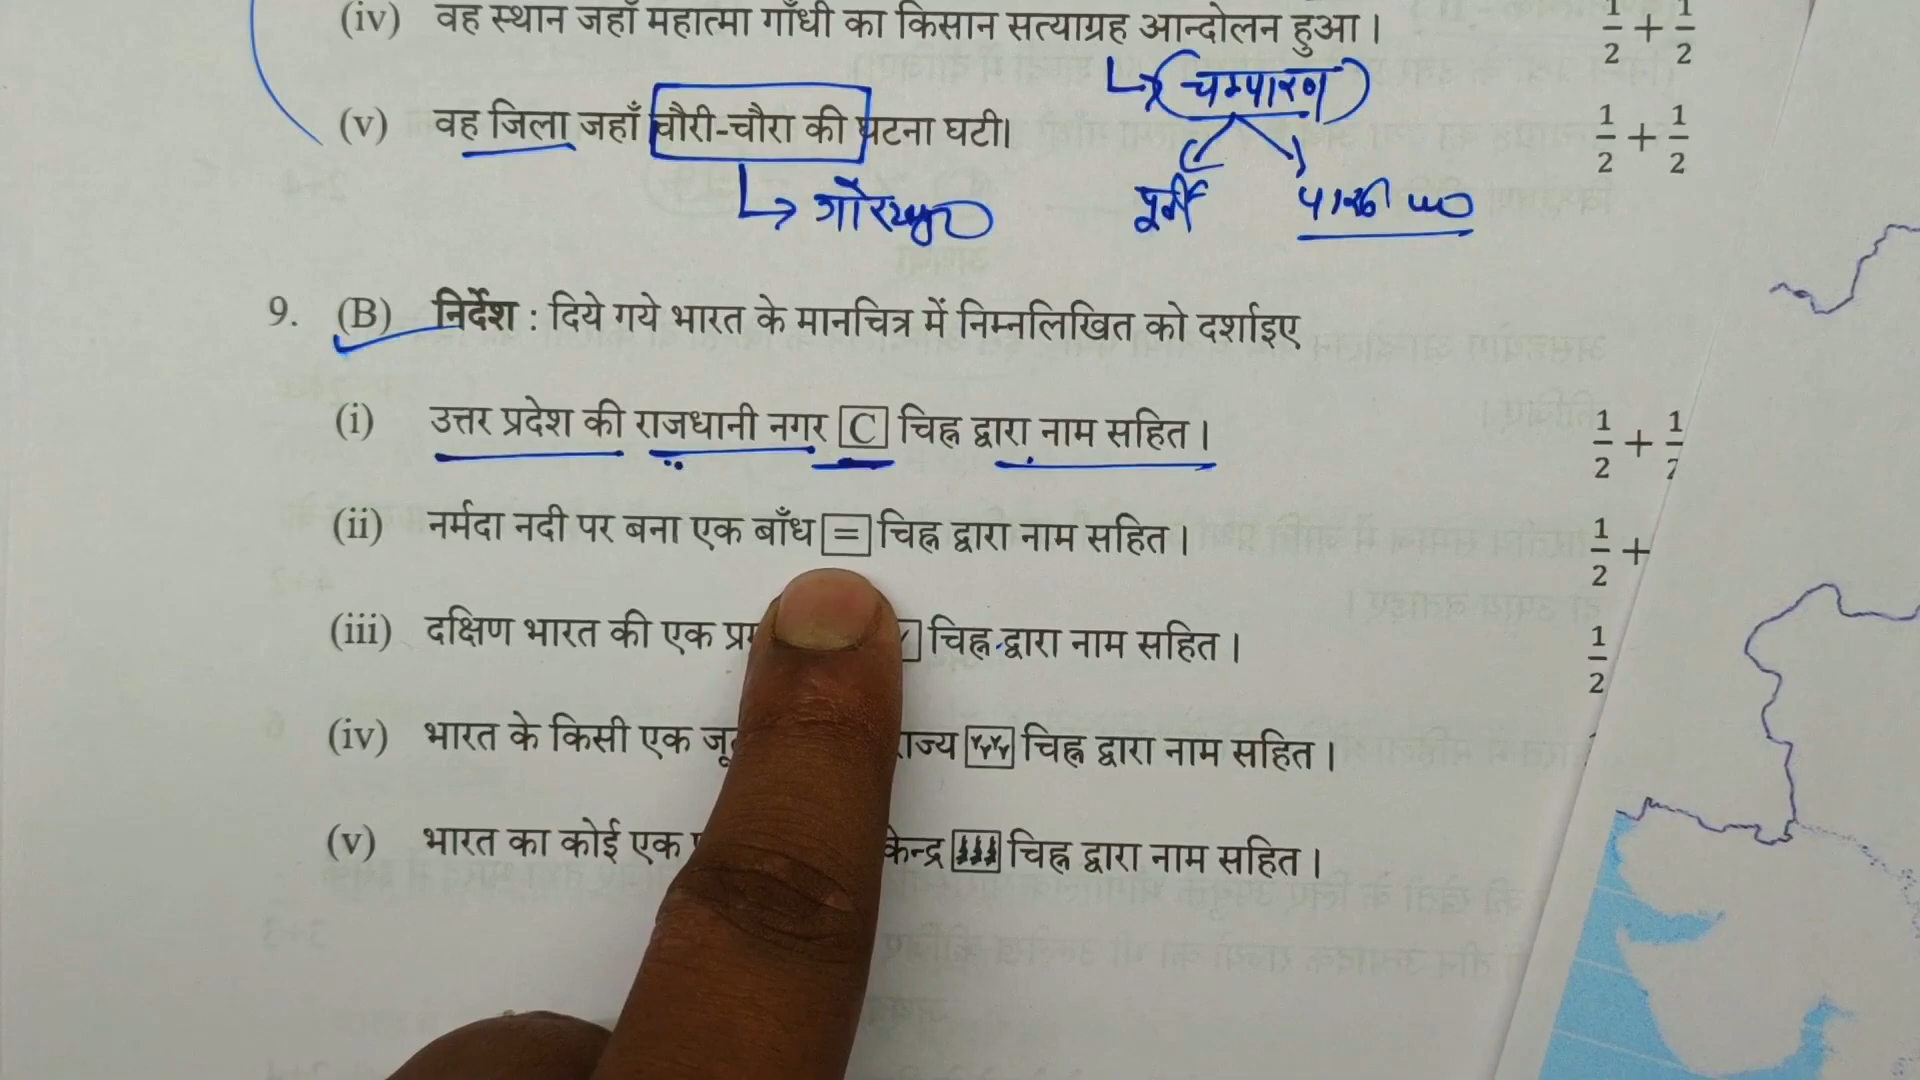 (iv) वह स्थान जहाँ महात्मा गाँधी का किसान सत्याग्रह आन्दोलन हुआ। 1/2 + 1/2
चम्पारण
(v) वह जिला जहाँ चौरी-चौरा की घटना घटी। 1/2 + 1/2
गोरखपुर
9. (B) निर्देश : दिये गये भारत के मानचित्र में निम्नलिखित को दर्शाइए
(i) उत्तर प्रदेश की राजधानी नगर C चिह्न द्वारा नाम सहित। 1/2 +
(ii) नर्मदा नदी पर बना एक बाँध = चिह्न द्वारा नाम सहित। 1/2 +
(iii) दक्षिण भारत की एक चिह्न द्वारा नाम सहित। 1/2
(iv) भारत के किसी एक चिह्न द्वारा नाम सहित।
(v) भारत का कोई एक केन्द्र चिह्न द्वारा नाम सहित।